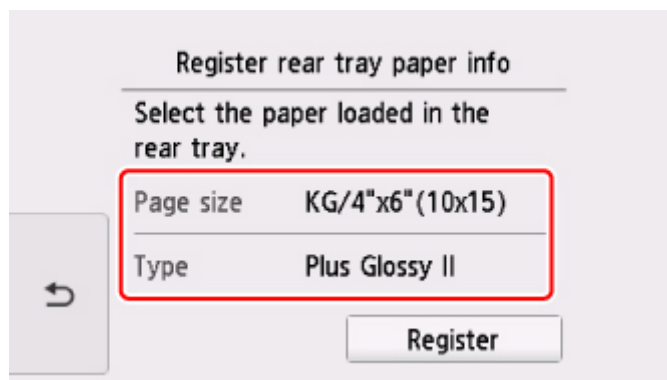 Register rear tray paper info
Select the paper loaded in the
rear tray.
Page size KG/4"x6"(10x15)
Type Plus Glossy II
Register